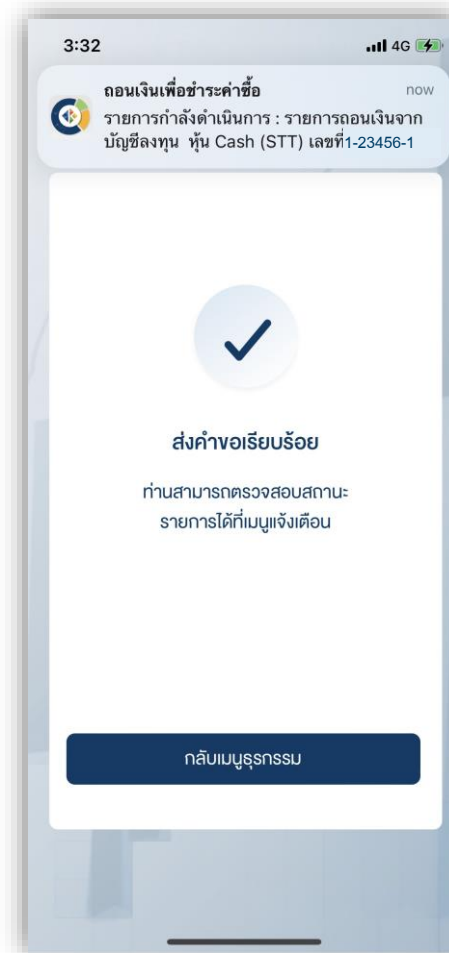 3:32
4G
ถอนเงินเพื่อชำระค่าซื้อ
now
รายการกำลังดำเนินการ : รายการถอนเงินจาก
บัญชีลงทุน หุ้น Cash (STT) เลขที่1-23456-1
ส่งคำขอเรียบร้อย
ท่านสามารถตรวจสอบสถานะ
รายการได้ที่เมนูแจ้งเตือน
กลับเมนูธุรกรรม